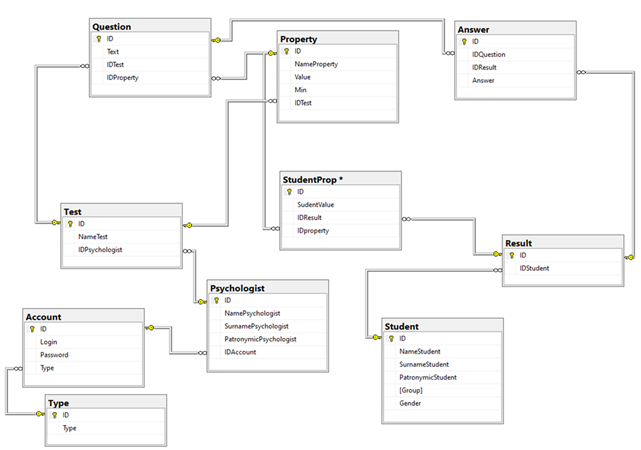 Question
ID
Text
IDTest
IDProperty
Property
ID
NameProperty
Value
Min
IDTest
Answer
ID
IDQuestion
IDResult
Answer
StudentProp *
ID
SudentValue
IDResult
IDproperty
Test
ID
NameTest
IDPsychologist
Result
ID
IDStudent
Psychologist
ID
NamePsychologist
SurnamePsychologist
PatronymicPsychologist
IDAccount
Account
ID
Login
Password
Type
Student
ID
NameStudent
SurnameStudent
PatronymicStudent
[Group]
Gender
Type
ID
Type